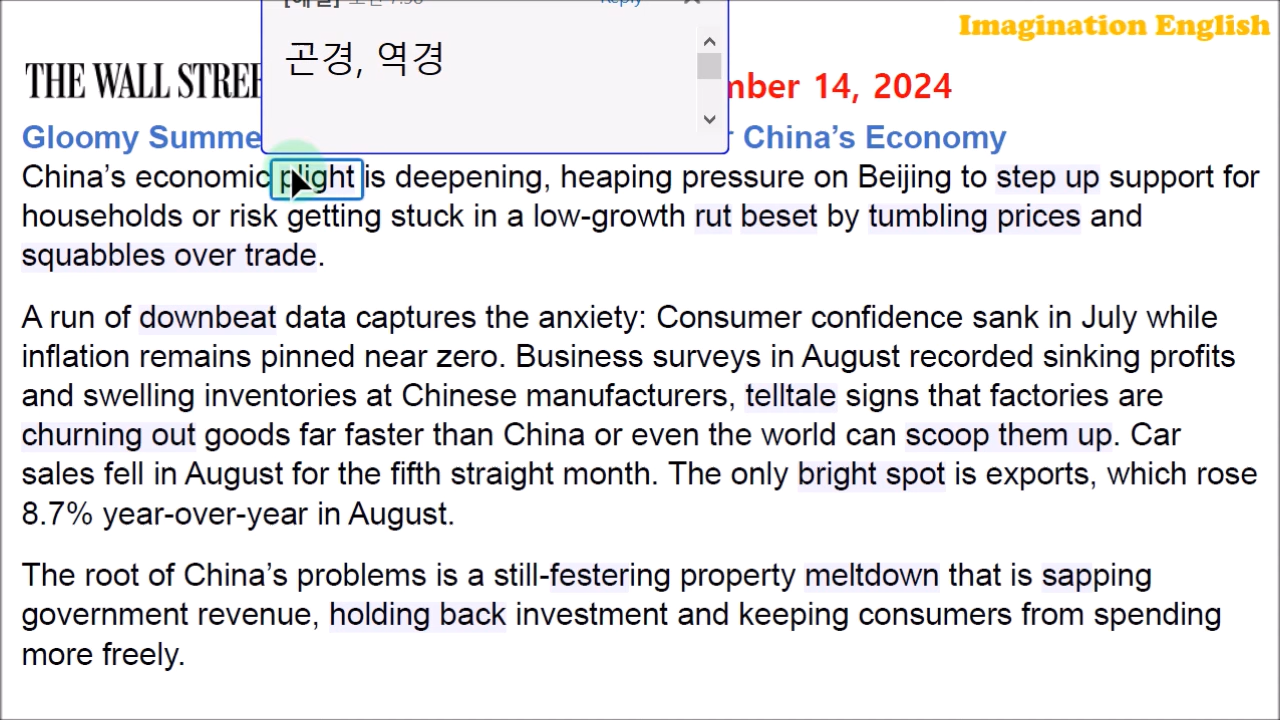 Reply
Imagination English
곤경, 역경
THE WALL STREE
mber 14, 2024
Gloomy Summe
r China's Economy
China's economic plight is deepening, heaping pressure on Beijing to step up support for
households or risk getting stuck in a low-growth rut beset by tumbling prices and
squabbles over trade.
A run of downbeat data captures the anxiety: Consumer confidence sank in July while
inflation remains pinned near zero. Business surveys in August recorded sinking profits
and swelling inventories at Chinese manufacturers, telltale signs that factories are
churning out goods far faster than China or even the world can scoop them up. Car
sales fell in August for the fifth straight month. The only bright spot is exports, which rose
8.7% year-over-year in August.
The root of China's problems is a still-festering property meltdown that is sapping
government revenue, holding back investment and keeping consumers from spending
more freely.